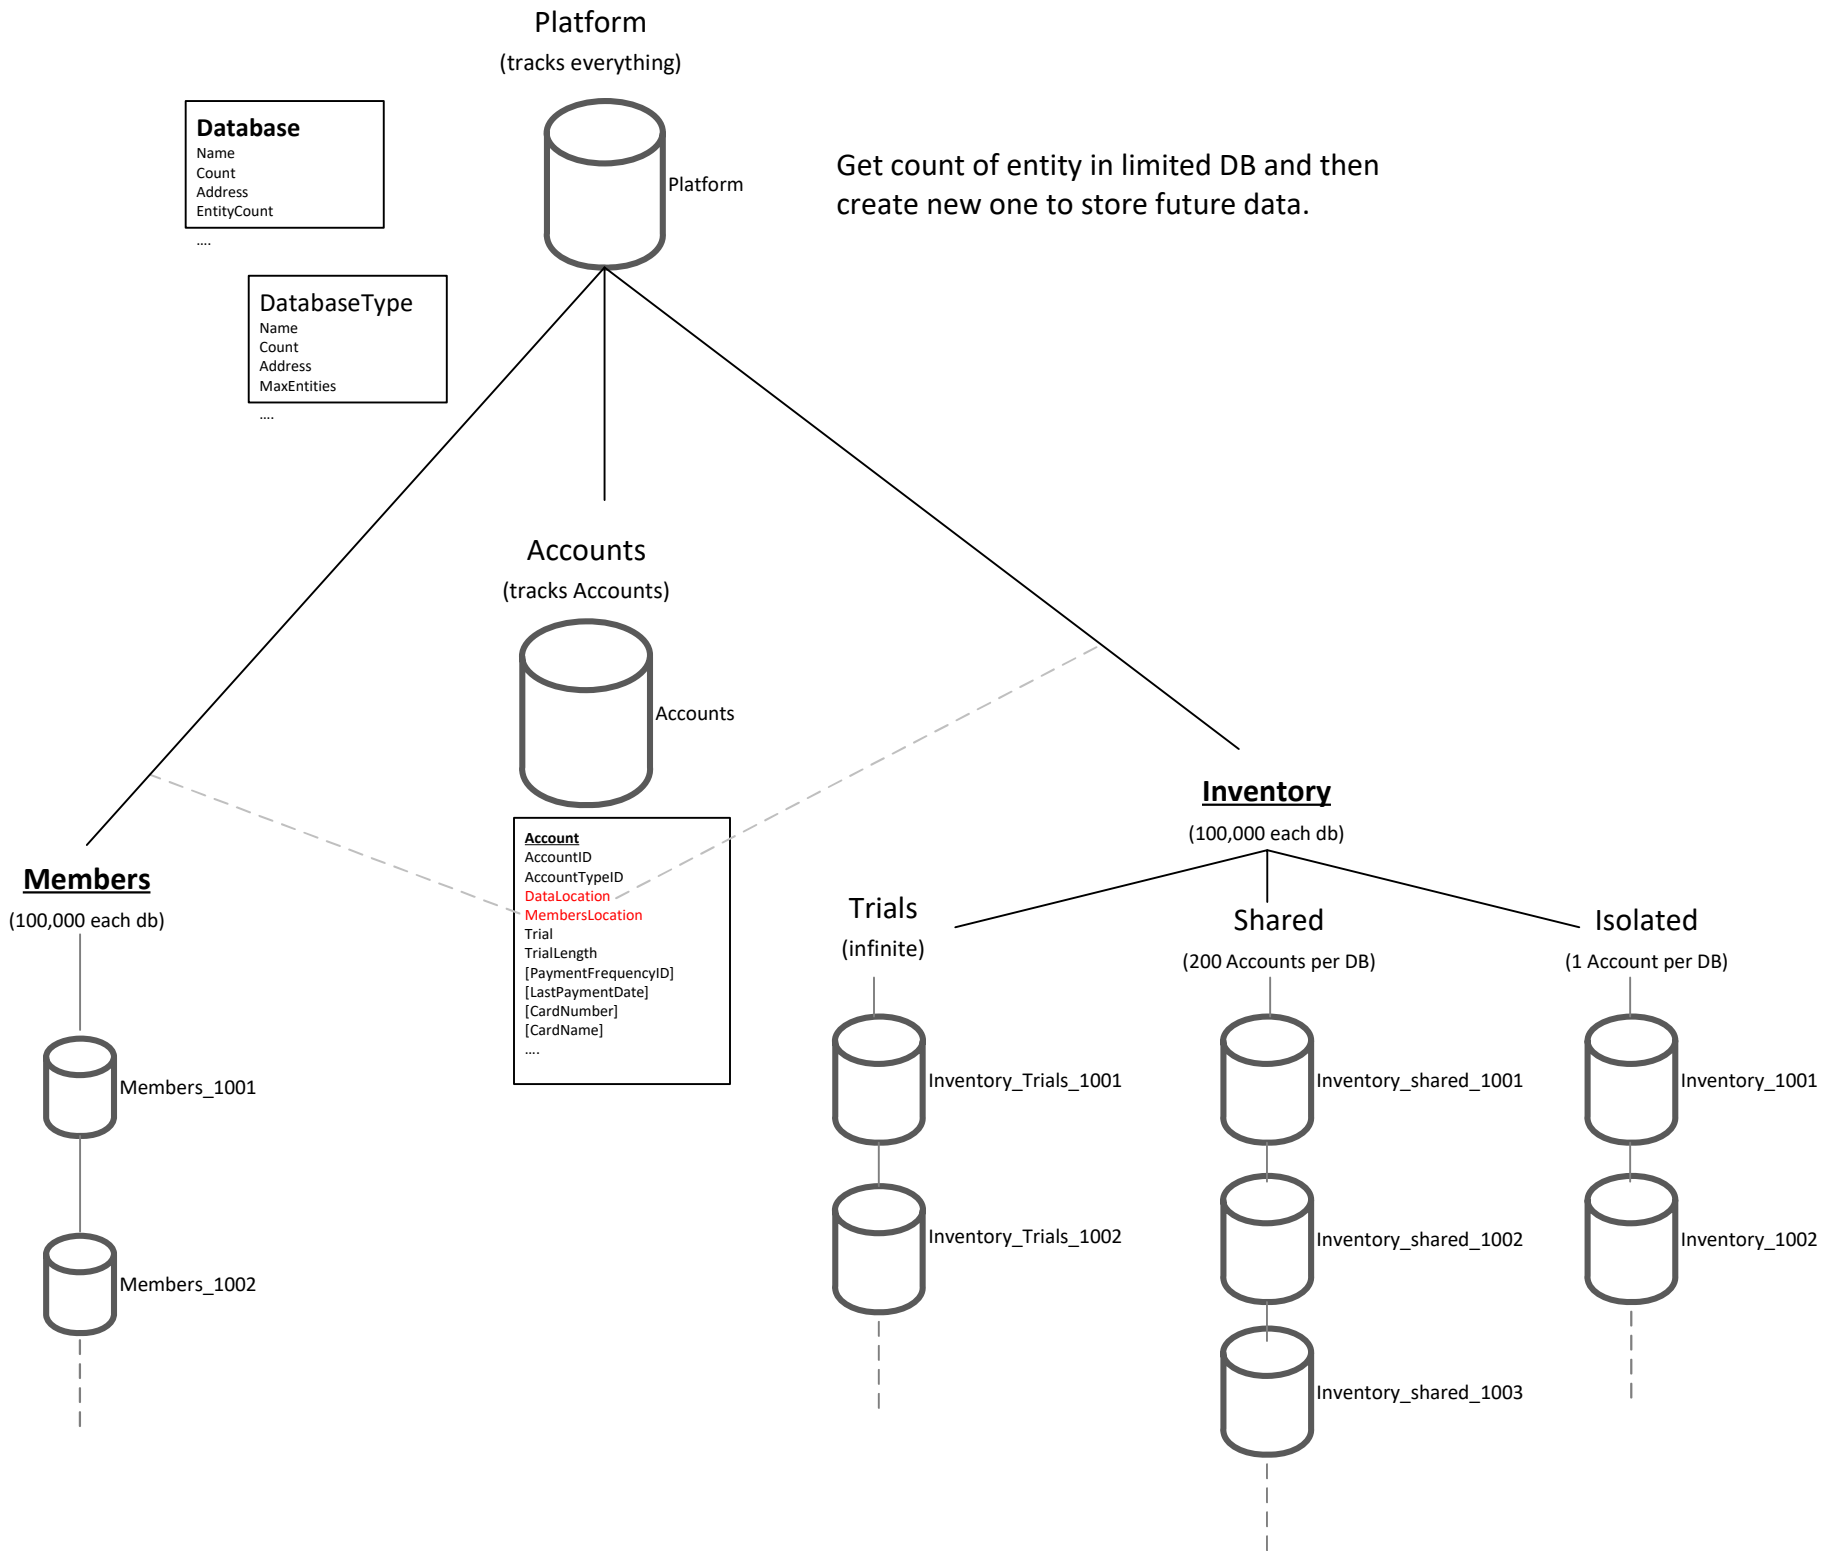 Platform
(tracks everything)
Database
Name
Count
Address
EntityCount
....
Platform
Get count of entity in limited DB and then
create new one to store future data.
DatabaseType
Name
Count
Address
MaxEntities
....
Accounts
(tracks Accounts)
Accounts
Account
AccountID
AccountTypeID
DataLocation
MembersLocation
Trial
TrialLength
[PaymentFrequencyID]
[LastPaymentDate]
[CardNumber]
[CardName]
....
Members
(100,000 each db)
Members_1001
Members_1002
Inventory
(100,000 each db)
Trials
(infinite)
Inventory_Trials_1001
Inventory_Trials_1002
Shared
(200 Accounts per DB)
Inventory_shared_1001
Inventory_shared_1002
Inventory_shared_1003
Isolated
(1 Account per DB)
Inventory_1001
Inventory_1002